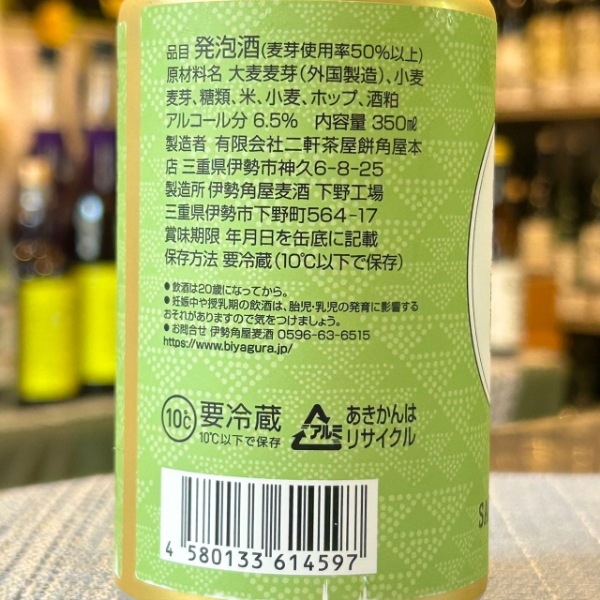 品目 発泡酒(麦芽使用率50%以上)
原材料名 大麦麦芽(外国製造)、小麦
麦芽、糖類、米、小麦、ホップ、酒粕
アルコール分 6.5% 内容量 350㎖
製造者 有限会社二軒茶屋餅角屋本
店 三重県伊勢市神久6-8-25
製造所 伊勢角屋麦酒 下野工場
三重県伊勢市下野町564-17
賞味期限 年月日を缶底に記載
保存方法 要冷蔵(10℃以下で保存)
●飲酒は20歳になってから。
●妊娠中や授乳期の飲酒は、胎児・乳児の発育に影響する
おそれがありますので気をつけましょう。
●お問合せ 伊勢角屋麦酒 0596-63-6515
https://www.biyagura.jp/
10℃ 要冷蔵
10℃以下で保存
アルミ
あきかんは
リサイクル
4 580133 614597